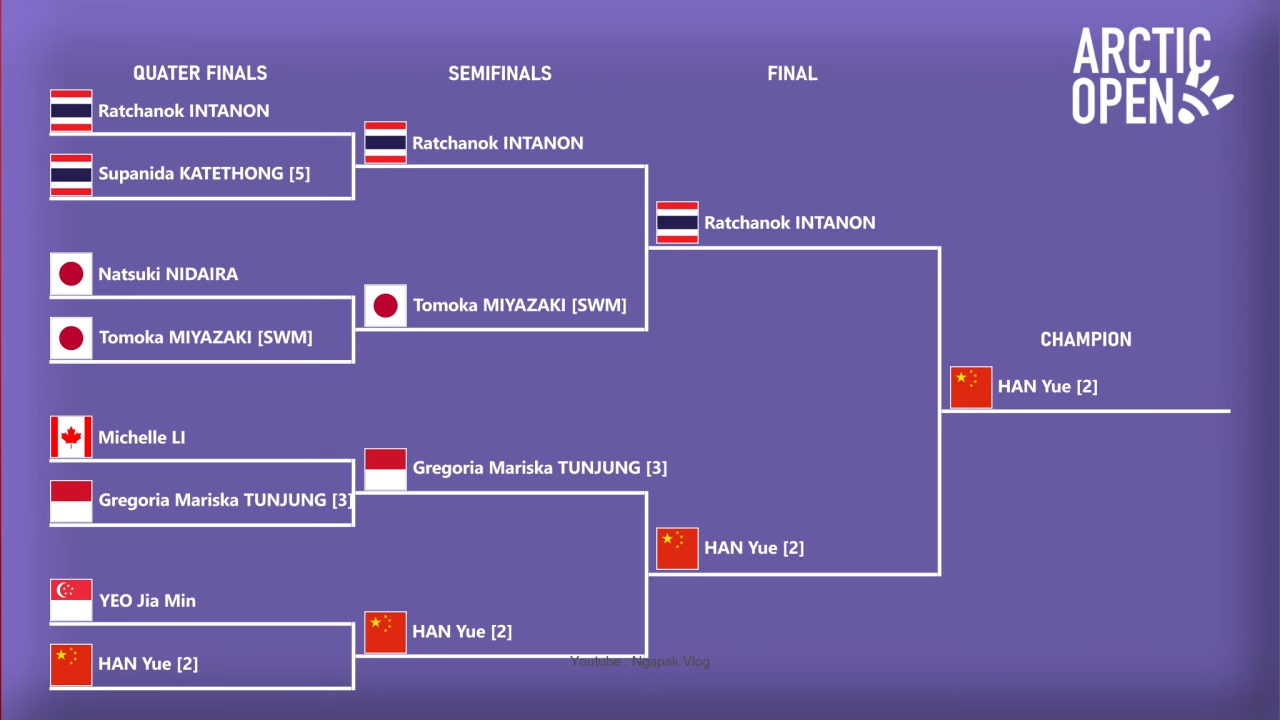 ARCTIC
OPEN
QUATER FINALS
SEMIFINALS
FINAL
Ratchanok INTANON
Supanida KATETHONG [5]
Natsuki NIDAIRA
Tomoka MIYAZAKI [SWM]
Michelle LI
Gregoria Mariska TUNJUNG [3]
YEO Jia Min
HAN Yue [2]
Ratchanok INTANON
Tomoka MIYAZAKI [SWM]
Gregoria Mariska TUNJUNG [3]
HAN Yue [2]
Ratchanok INTANON
HAN Yue [2]
CHAMPION
HAN Yue [2]
Youtube : Ngapak Vlog